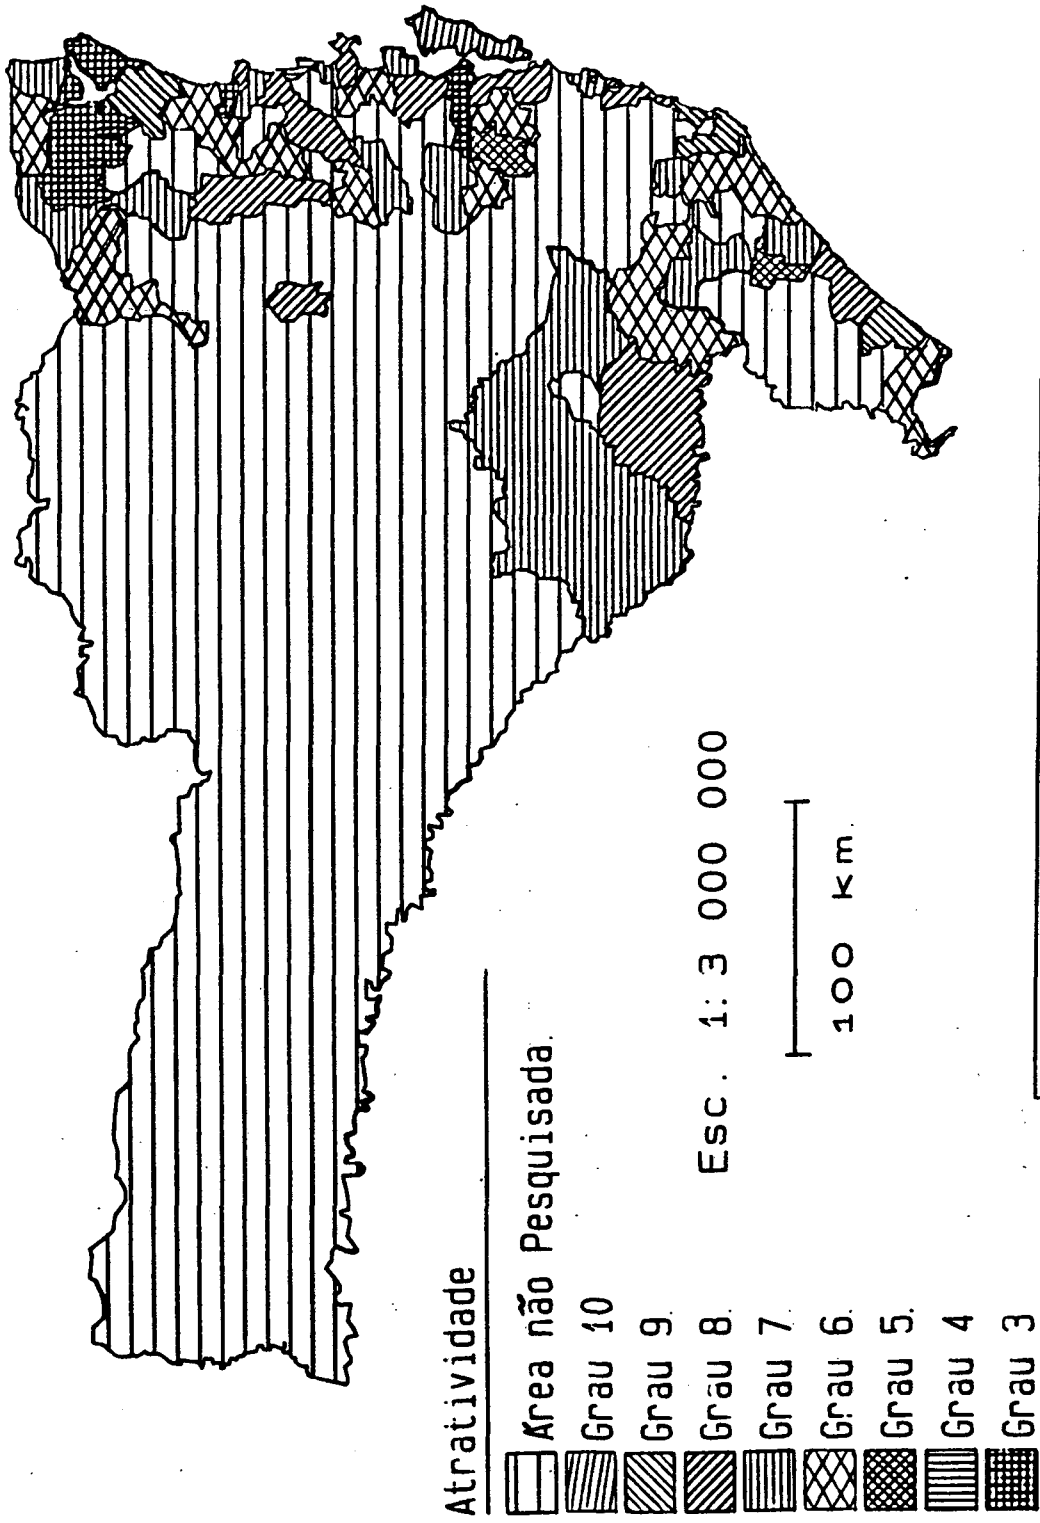 Atratividade
Área não Pesquisada.
Grau 10
Grau 9.
Grau 8.
Grau 7.
Grau 6.
Grau 5.
Grau 4
Grau 3
Esc. 1: 3 000 000
100 km.